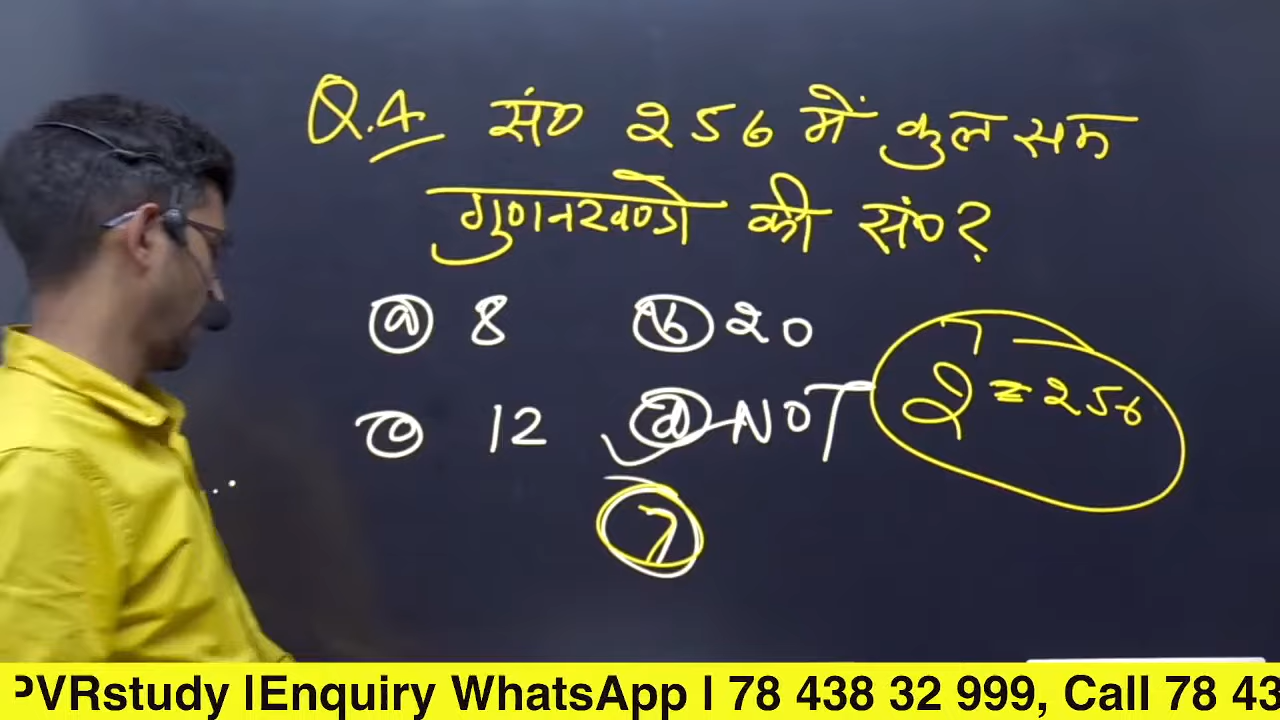 Q.4 सं० 256 में कुल सम
गुणनखण्डो की सं०?
(a) 8 (b) 20
(c) 12 (d) NOT
2⁷ = 256
7
PVRstudy |Enquiry WhatsApp | 78 438 32 999, Call 78 43